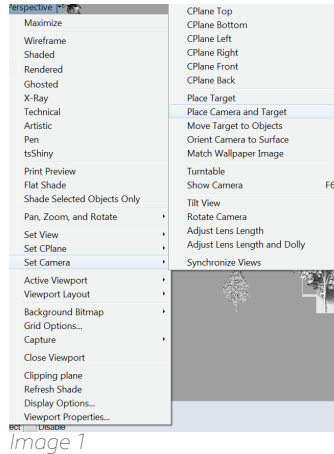 Perspective
Maximize
Wireframe
Shaded
Rendered
Ghosted
X-Ray
Technical
Artistic
Pen
tsShiny
Print Preview
Flat Shade
Shade Selected Objects Only
Pan, Zoom, and Rotate
Set View
Set CPlane
Set Camera
Active Viewport
Viewport Layout
Background Bitmap
Grid Options...
Capture
Close Viewport
Clipping plane
Refresh Shade
Display Options...
Viewport Properties...
CPlane Top
CPlane Bottom
CPlane Left
CPlane Right
CPlane Front
CPlane Back
Place Target
Place Camera and Target
Move Target to Objects
Orient Camera to Surface
Match Wallpaper Image
Turntable
Show Camera F6
Tilt View
Rotate Camera
Adjust Lens Length
Adjust Lens Length and Dolly
Synchronize Views
ect Disable
Image 1